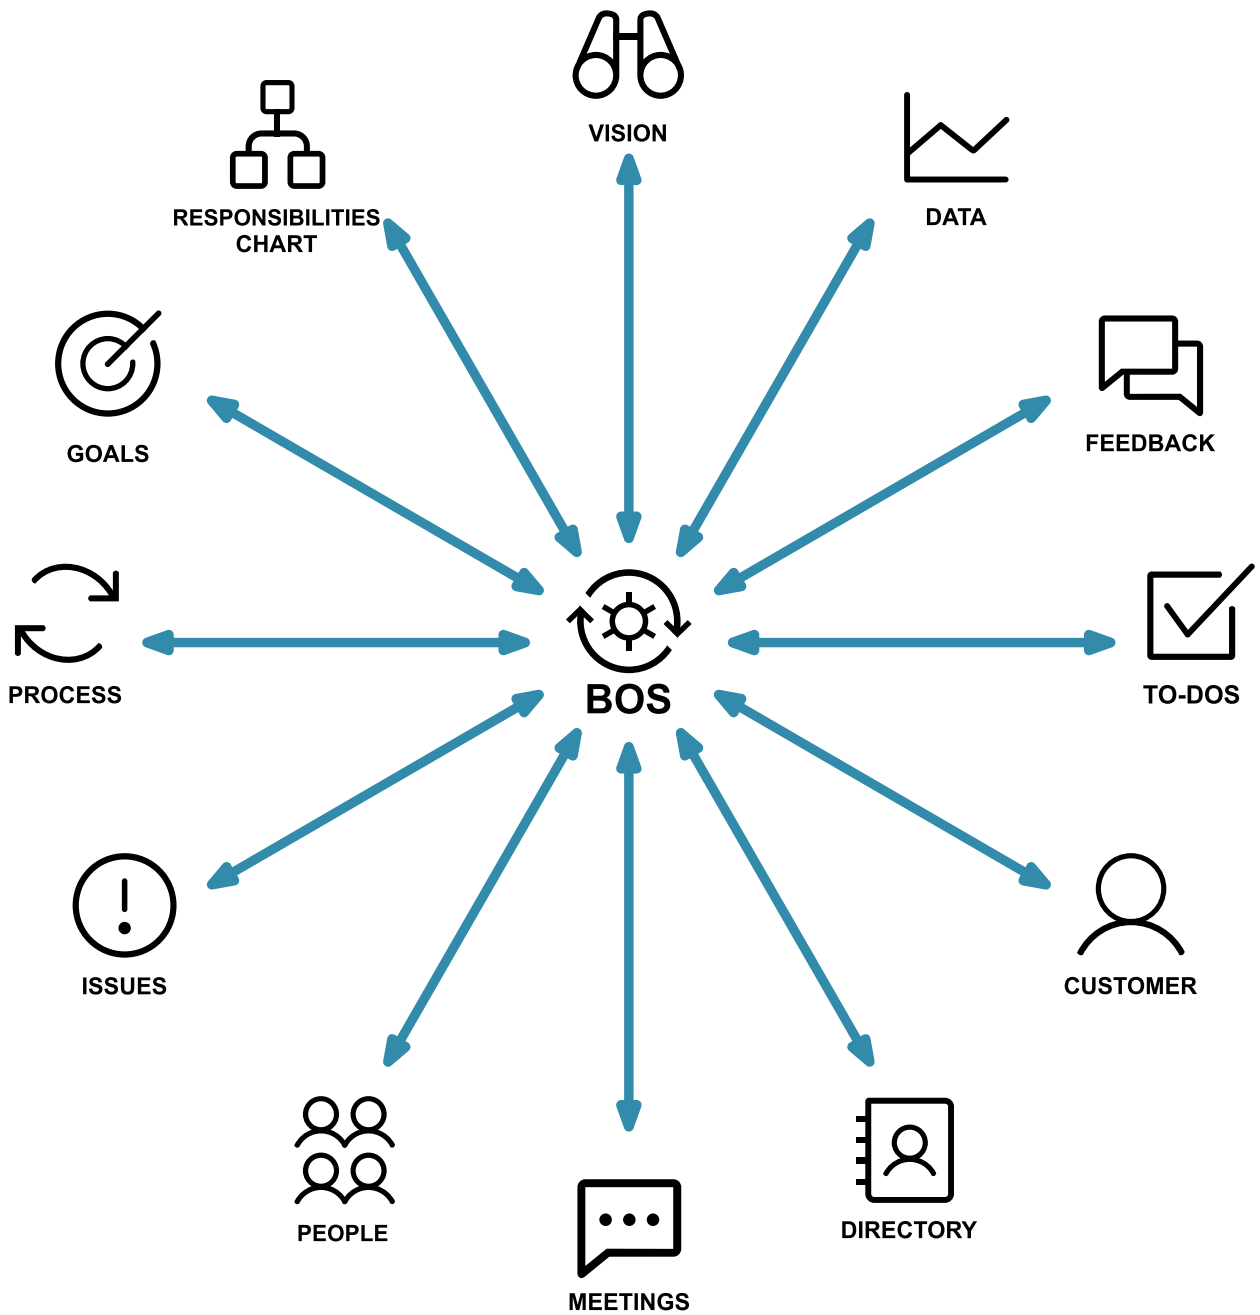 VISION
RESPONSIBILITIES
CHART
DATA
GOALS
FEEDBACK
PROCESS
BOS
TO-DOS
ISSUES
CUSTOMER
PEOPLE
DIRECTORY
MEETINGS